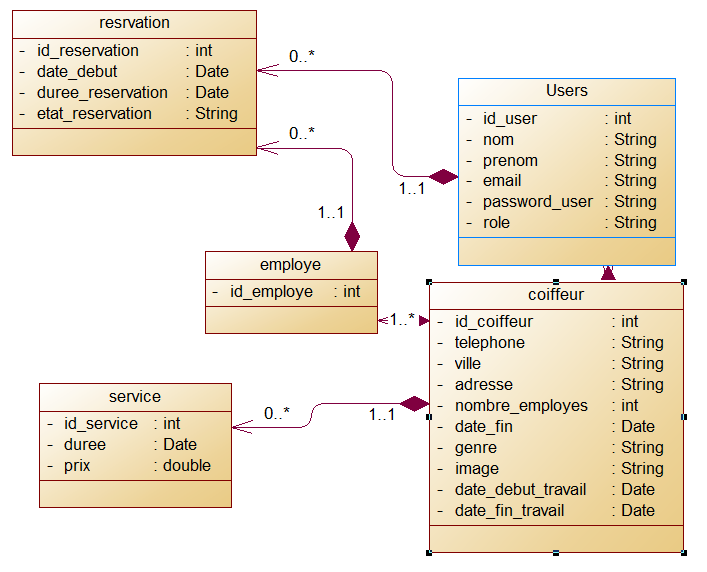 resrvation
- id_reservation : int
- date_debut : Date
- duree_reservation : Date
- etat_reservation : String
0..*
1..1
Users
- id_user : int
- nom : String
- prenom : String
- email : String
- password_user : String
- role : String
0..*
1..1
employe
- id_employe : int
1..*
coiffeur
- id_coiffeur : int
- telephone : String
- ville : String
- adresse : String
- nombre_employes : int
- date_fin : Date
- genre : String
- image : String
- date_debut_travail : Date
- date_fin_travail : Date
service
- id_service : int
- duree : Date
- prix : double
0..*
1..1